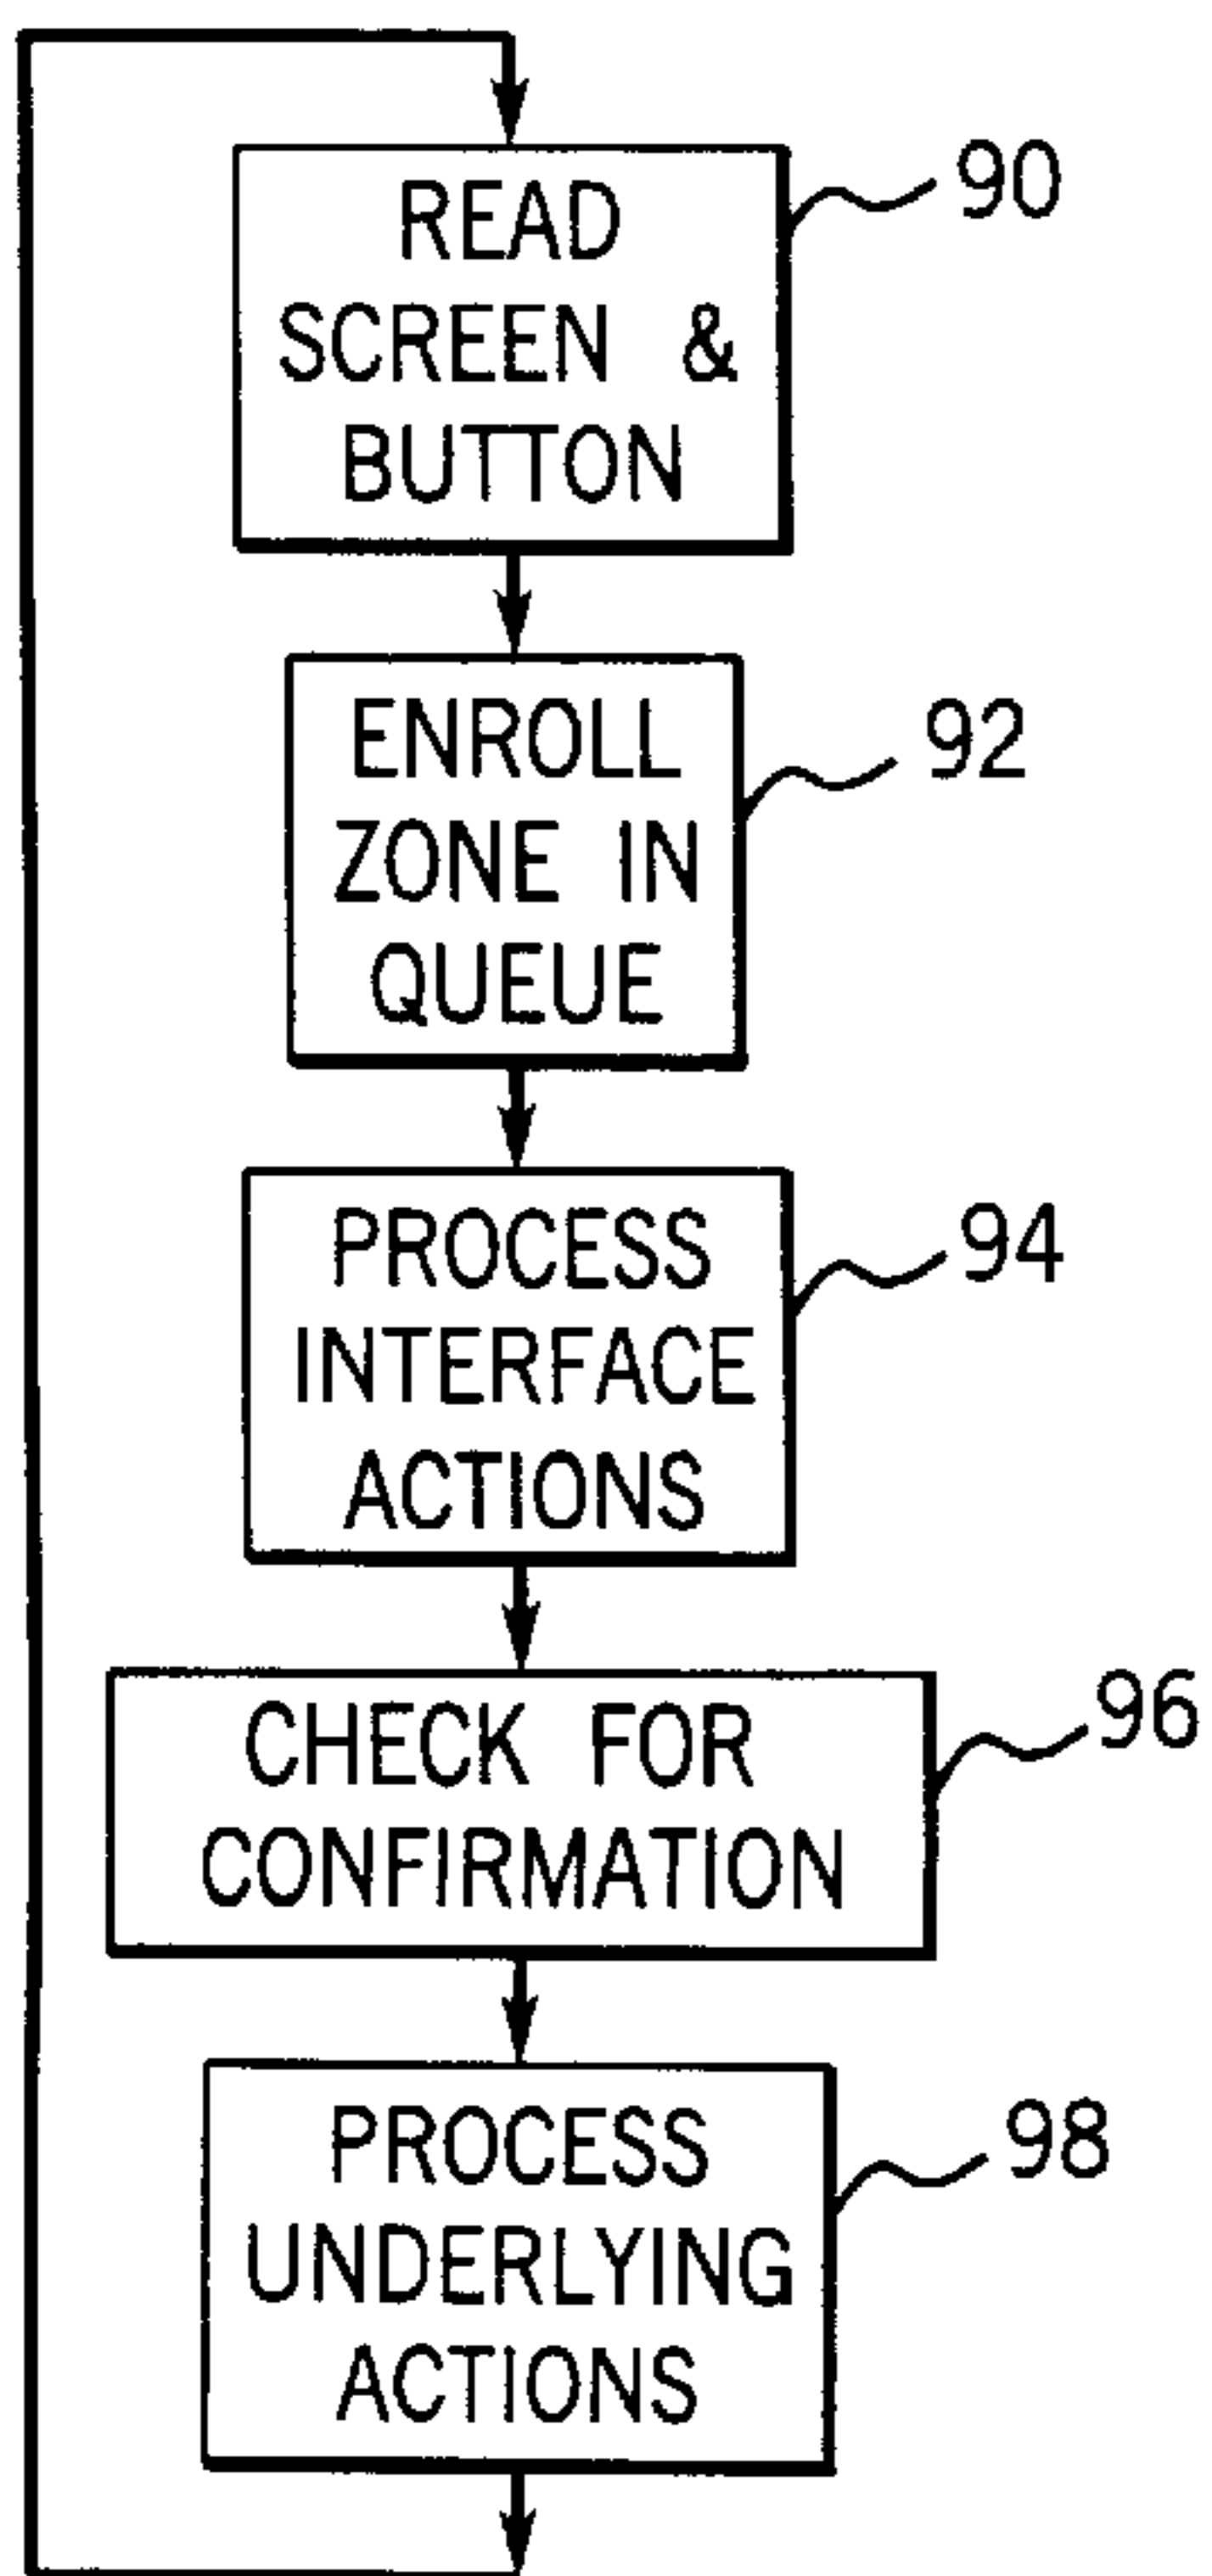 READ
SCREEN &
BUTTON
90
ENROLL
ZONE IN
QUEUE
92
PROCESS
INTERFACE
ACTIONS
94
CHECK FOR
CONFIRMATION
96
PROCESS
UNDERLYING
ACTIONS
98